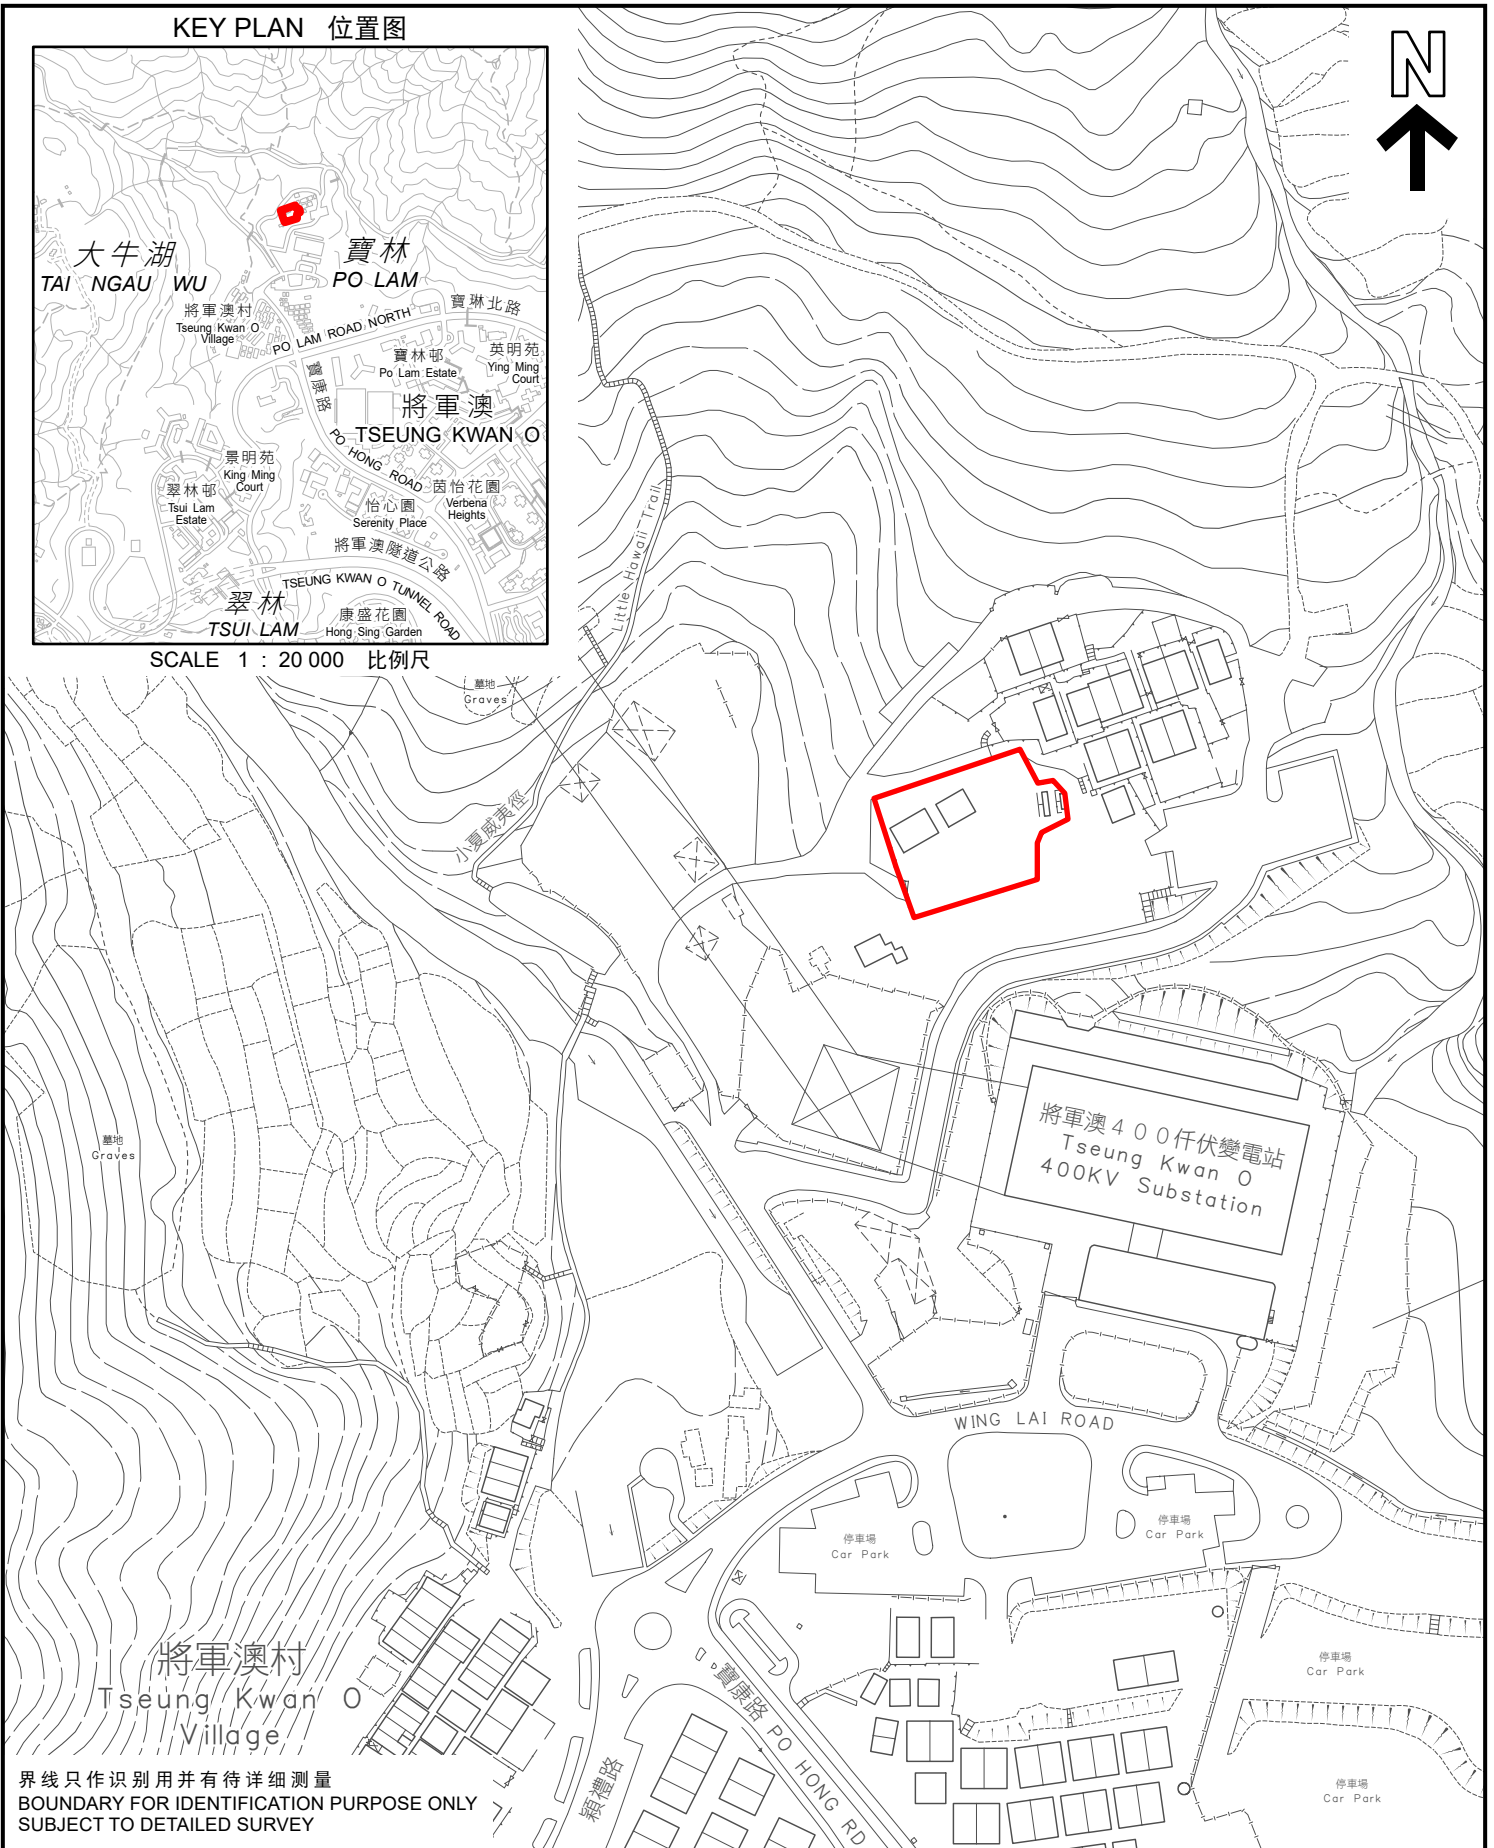 KEY PLAN 位置图
N
大牛湖
TAI NGAU WU
寶林
PO LAM
將軍澳村
Tseung Kwan O
Village
寶琳北路
PO LAM ROAD NORTH
寶林邨
Po Lam Estate
英明苑
Ying Ming
Court
寶康路
PO HONG ROAD
將軍澳
TSEUNG KWAN O
景明苑
King Ming
Court
翠林邨
Tsui Lam
Estate
怡心園
Serenity Place
茵怡花園
Verbena
Heights
將軍澳隧道公路
TSEUNG KWAN O TUNNEL ROAD
翠林
TSUI LAM
康盛花園
Hong Sing Garden
SCALE 1 : 20 000 比例尺
Little Hawaii Trail
小夏威夷徑
墓地
Graves
墓地
Graves
將軍澳４００仟伏變電站
Tseung Kwan O
400KV Substation
WING LAI ROAD
停車場
Car Park
停車場
Car Park
停車場
Car Park
停車場
Car Park
將軍澳村
Tseung Kwan O
Village
寶康路 PO HONG RD
穎禮路
界线只作识别用并有待详细测量
BOUNDARY FOR IDENTIFICATION PURPOSE ONLY
SUBJECT TO DETAILED SURVEY